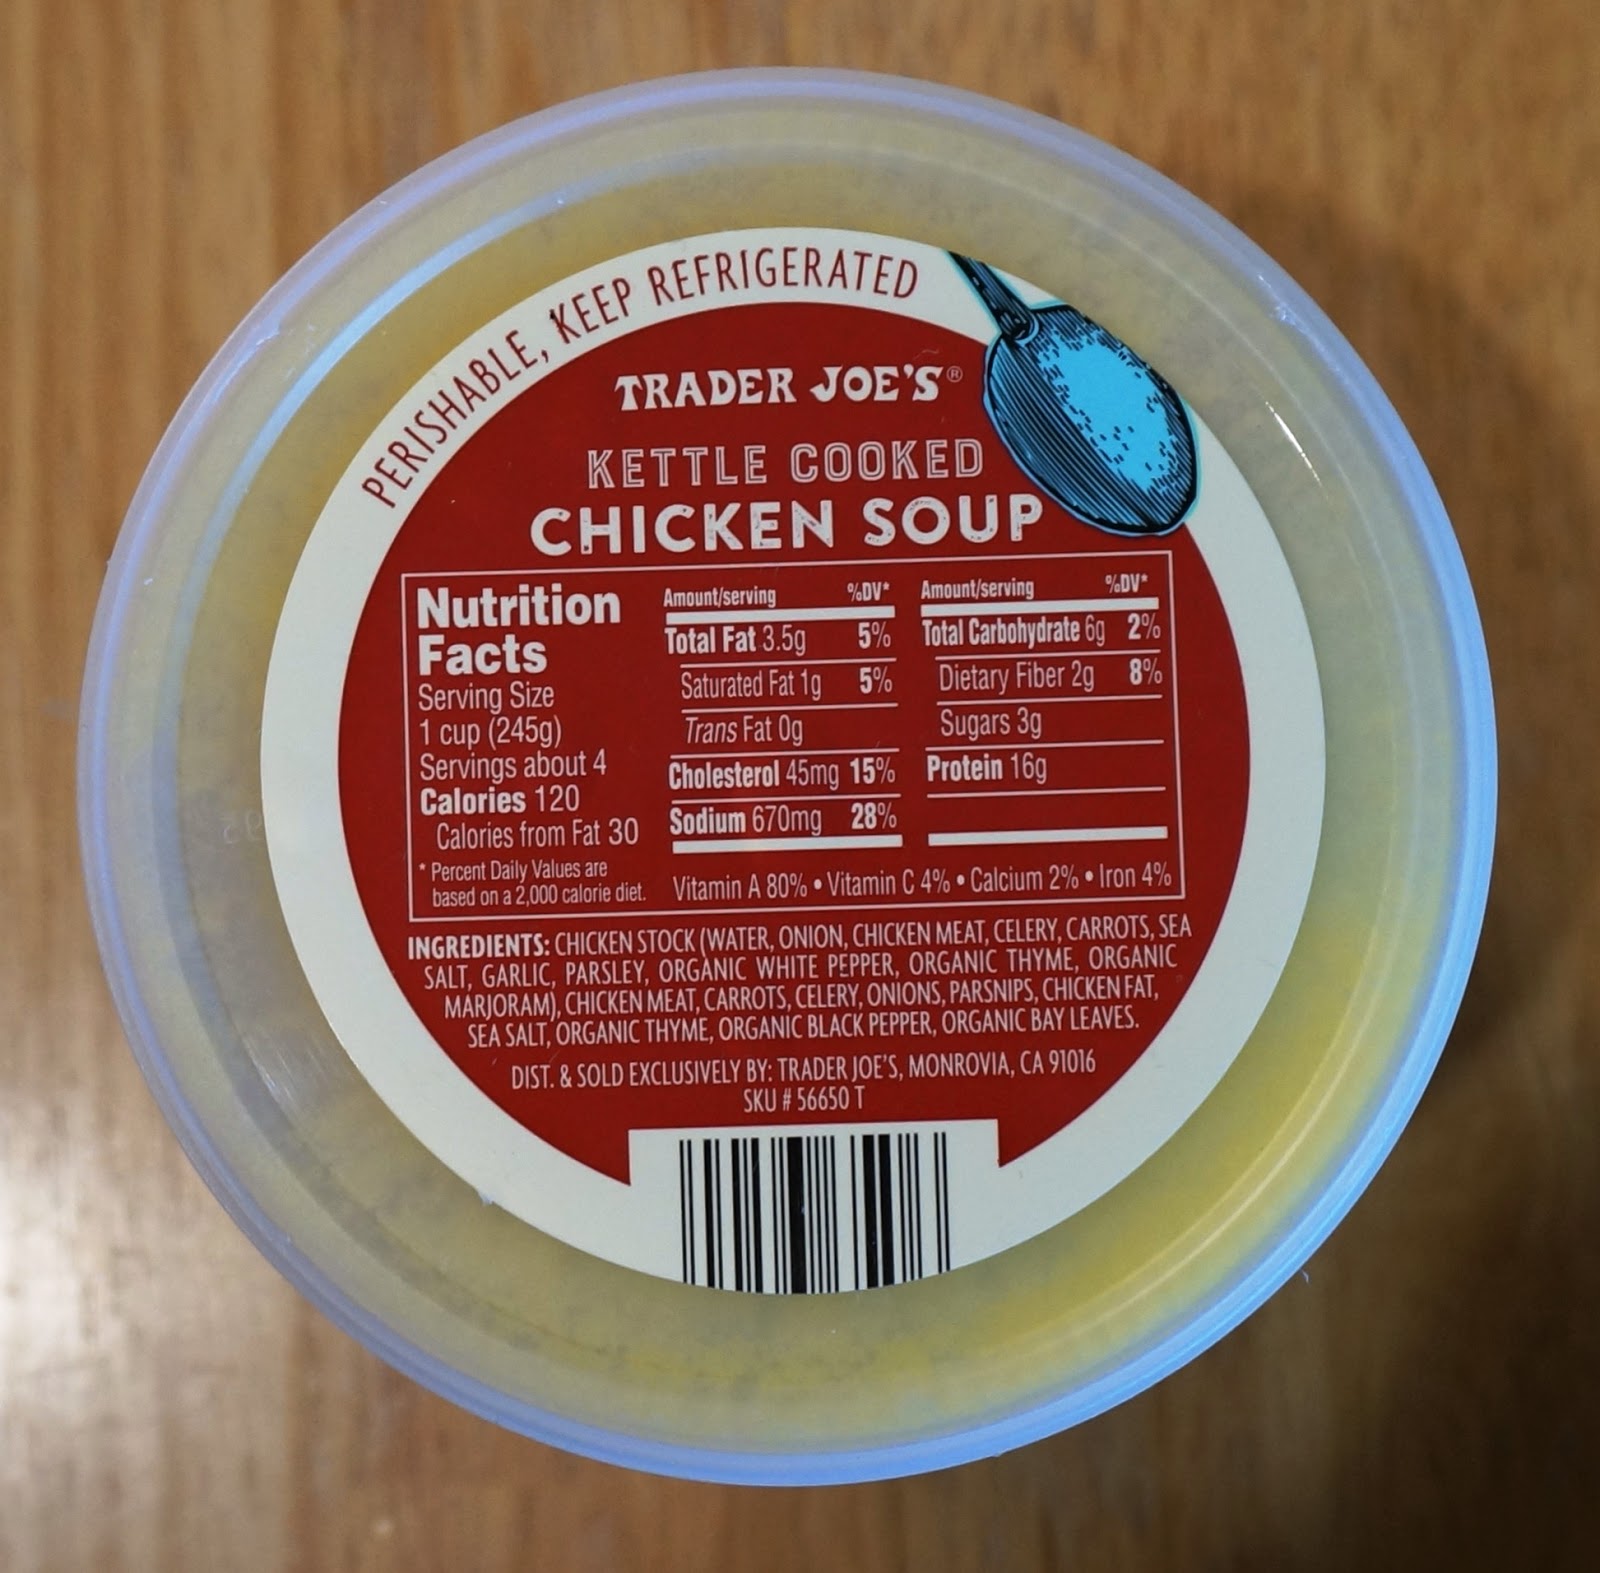 PERISHABLE, KEEP REFRIGERATED
TRADER JOE'S®
KETTLE COOKED
CHICKEN SOUP
Nutrition
Facts
Serving Size
1 cup (245g)
Servings about 4
Calories 120
Calories from Fat 30
* Percent Daily Values are
based on a 2,000 calorie diet.
Amount/serving %DV*
Total Fat 3.5g 5%
Saturated Fat 1g 5%
Trans Fat 0g
Cholesterol 45mg 15%
Sodium 670mg 28%
Amount/serving %DV*
Total Carbohydrate 6g 2%
Dietary Fiber 2g 8%
Sugars 3g
Protein 16g
Vitamin A 80% • Vitamin C 4% • Calcium 2% • Iron 4%
INGREDIENTS: CHICKEN STOCK (WATER, ONION, CHICKEN MEAT, CELERY, CARROTS, SEA
SALT, GARLIC, PARSLEY, ORGANIC WHITE PEPPER, ORGANIC THYME, ORGANIC
MARJORAM), CHICKEN MEAT, CARROTS, CELERY, ONIONS, PARSNIPS, CHICKEN FAT,
SEA SALT, ORGANIC THYME, ORGANIC BLACK PEPPER, ORGANIC BAY LEAVES.
DIST. & SOLD EXCLUSIVELY BY: TRADER JOE'S, MONROVIA, CA 91016
SKU # 56650 T